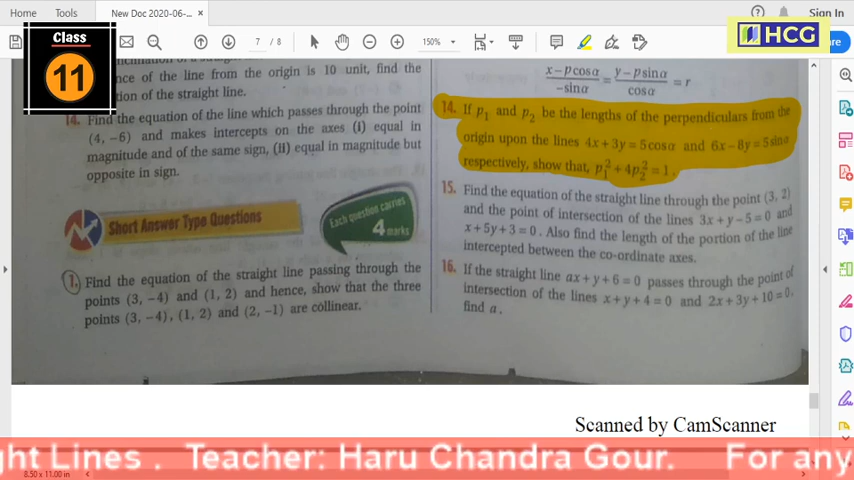 Home
Tools
New Doc 2020-06-... ×
Sign In
Class
11
7 / 8
150%
HCG
nce of the line from the origin is 10 unit, find the
tion of the straight line.
14. Find the equation of the line which passes through the point
(4, –6) and makes intercepts on the axes (i) equal in
magnitude and of the same sign, (ii) equal in magnitude but
opposite in sign.
Short Answer Type Questions
Each question carries
4 marks
1. Find the equation of the straight line passing through the
points (3, –4) and (1, 2) and hence, show that the three
points (3, –4), (1, 2) and (2, –1) are collinear.
x–pcosα / –sinα = y–psinα / cosα = r
14. If p₁ and p₂ be the lengths of the perpendiculars from the
origin upon the lines 4x+3y=5cosα and 6x–8y=5sinα
respectively, show that, p₁²+4p₂²=1.
15. Find the equation of the straight line through the point (3, 2)
and the point of intersection of the lines 3x+y–5=0 and
x+5y+3=0. Also find the length of the portion of the line
intercepted between the co-ordinate axes.
16. If the straight line ax+y+6=0 passes through the point of
intersection of the lines x+y+4=0 and 2x+3y+10=0,
find a.
Scanned by CamScanner
ght Lines . Teacher: Haru Chandra Gour. For any
8.50 x 11.00 in